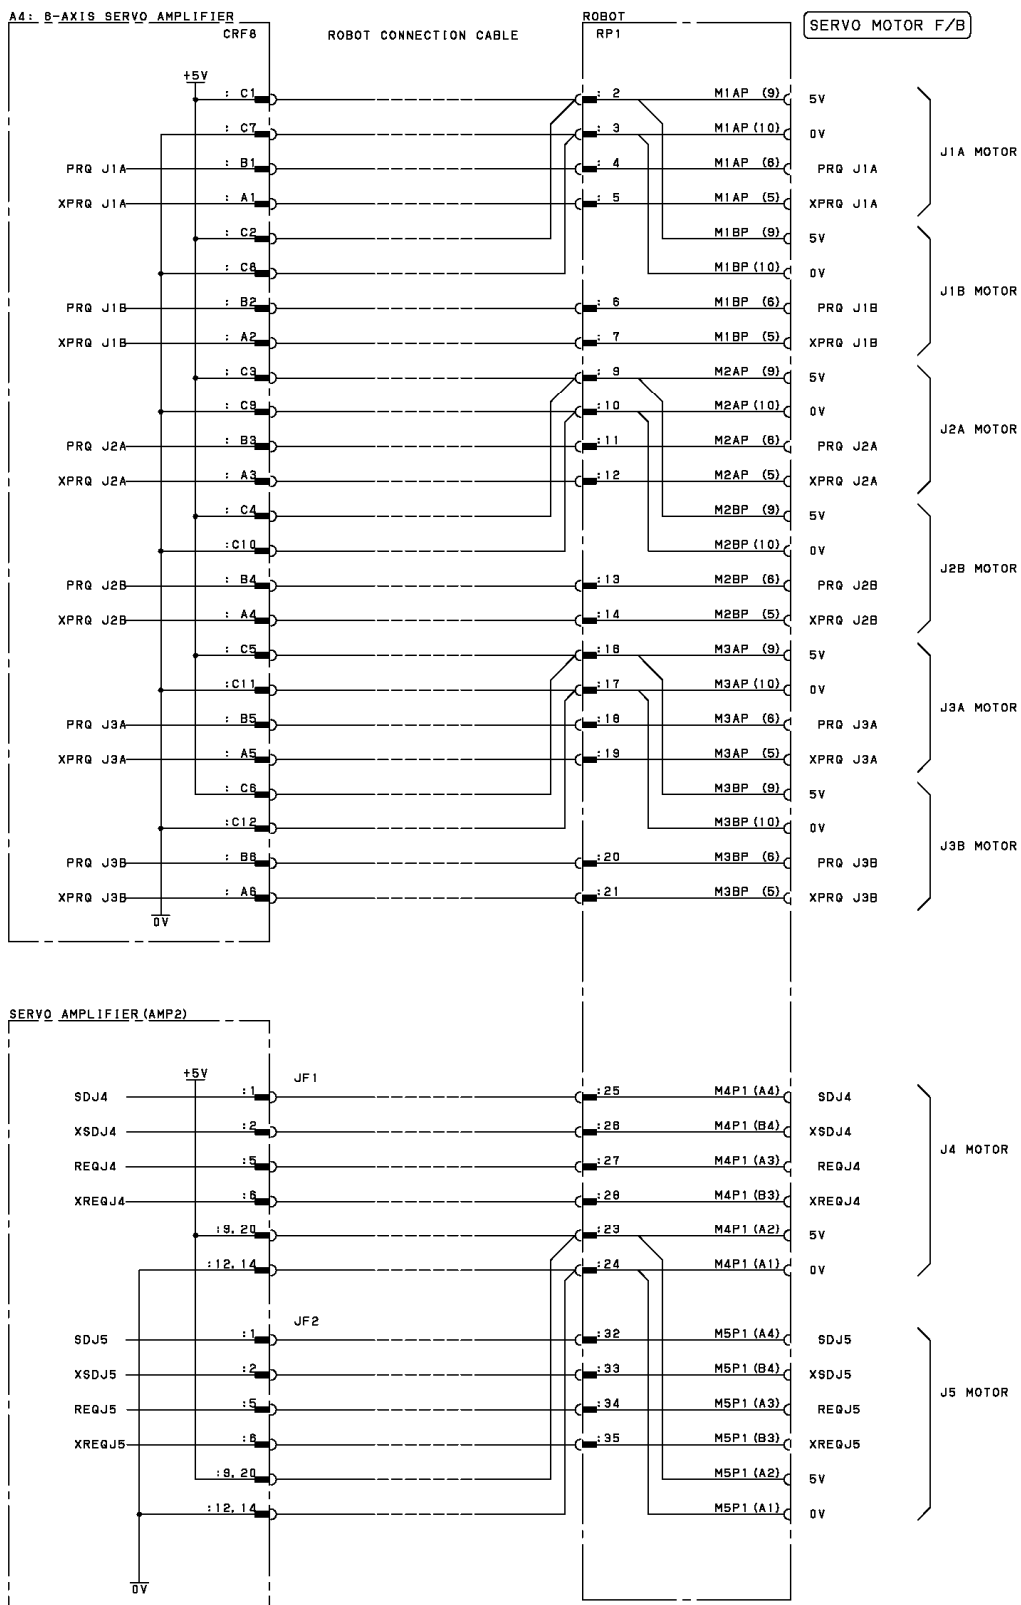 A4: 6-AXIS SERVO AMPLIFIER ROBOT SERVO MOTOR F/B
CRF8 ROBOT CONNECTION CABLE RP1
+5V
: C1 : 2 M1AP (9) 5V
: C7 : 3 M1AP (10) 0V
J1A MOTOR
PRQ J1A : B1 : 4 M1AP (6) PRQ J1A
XPRQ J1A : A1 : 5 M1AP (5) XPRQ J1A
: C2 M1BP (9) 5V
: C8 M1BP (10) 0V
J1B MOTOR
PRQ J1B : B2 : 6 M1BP (6) PRQ J1B
XPRQ J1B : A2 : 7 M1BP (5) XPRQ J1B
: C3 : 9 M2AP (9) 5V
: C9 :10 M2AP (10) 0V
J2A MOTOR
PRQ J2A : B3 :11 M2AP (6) PRQ J2A
XPRQ J2A : A3 :12 M2AP (5) XPRQ J2A
: C4 M2BP (9) 5V
:C10 M2BP (10) 0V
J2B MOTOR
PRQ J2B : B4 :13 M2BP (6) PRQ J2B
XPRQ J2B : A4 :14 M2BP (5) XPRQ J2B
: C5 :16 M3AP (9) 5V
:C11 :17 M3AP (10) 0V
J3A MOTOR
PRQ J3A : B5 :18 M3AP (6) PRQ J3A
XPRQ J3A : A5 :19 M3AP (5) XPRQ J3A
: C6 M3BP (9) 5V
:C12 M3BP (10) 0V
J3B MOTOR
PRQ J3B : B6 :20 M3BP (6) PRQ J3B
XPRQ J3B : A6 :21 M3BP (5) XPRQ J3B
0V
SERVO AMPLIFIER (AMP2)
+5V JF1
SDJ4 :1 :25 M4P1 (A4) SDJ4
XSDJ4 :2 :26 M4P1 (B4) XSDJ4
J4 MOTOR
REQJ4 :5 :27 M4P1 (A3) REQJ4
XREQJ4 :6 :28 M4P1 (B3) XREQJ4
:9, 20 :23 M4P1 (A2) 5V
:12, 14 :24 M4P1 (A1) 0V
JF2
SDJ5 :1 :32 M5P1 (A4) SDJ5
XSDJ5 :2 :33 M5P1 (B4) XSDJ5
J5 MOTOR
REQJ5 :5 :34 M5P1 (A3) REQJ5
XREQJ5 :6 :35 M5P1 (B3) XREQJ5
:9, 20 M5P1 (A2) 5V
:12, 14 M5P1 (A1) 0V
0V